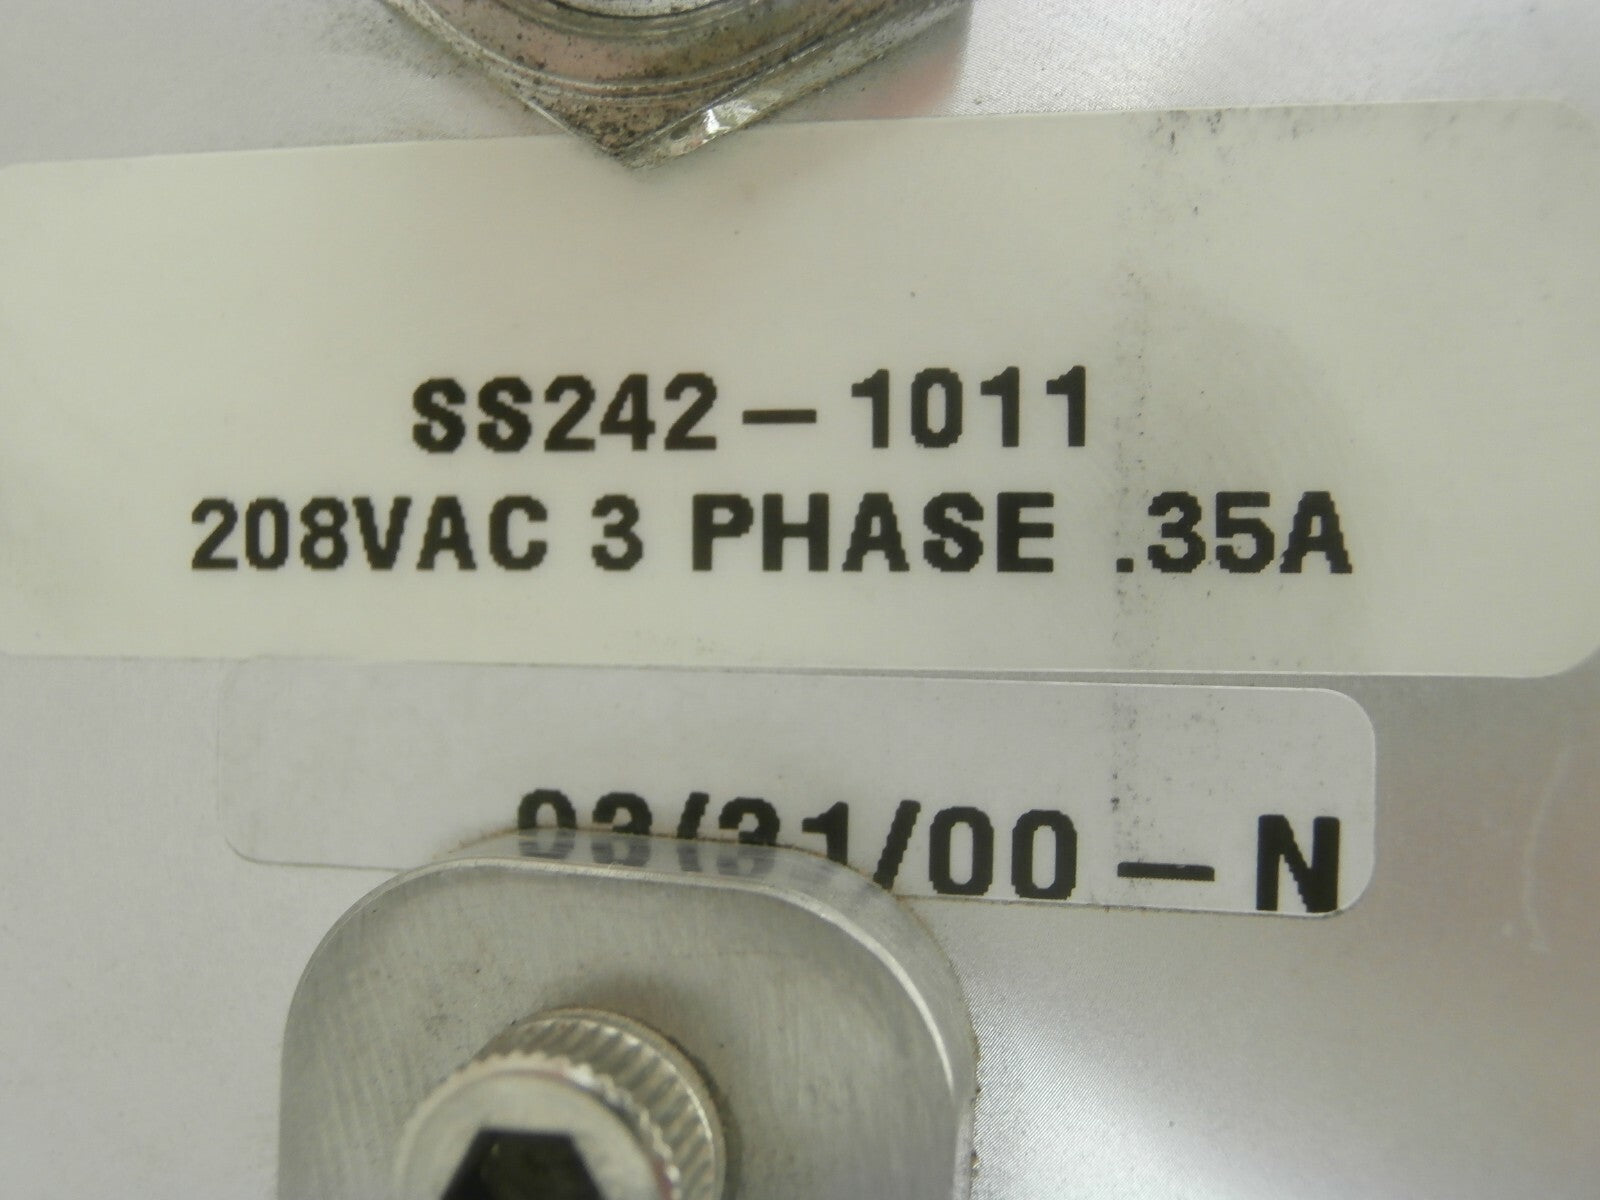 SS242-1011
208VAC 3 PHASE .35A
03/31/00-N